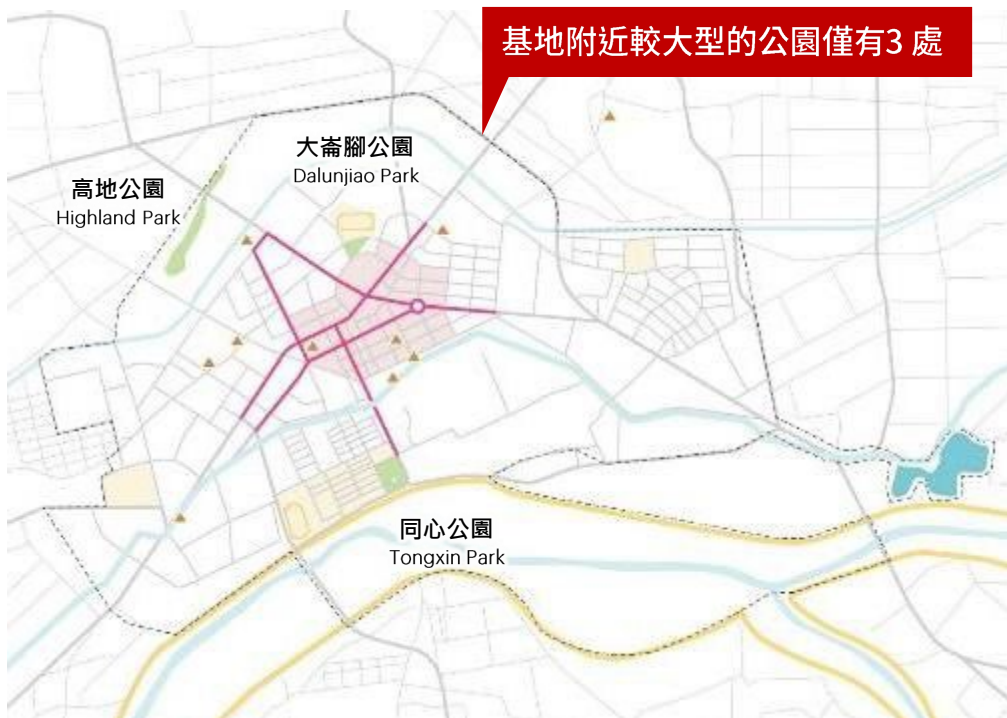 基地附近較大型的公園僅有3 處
大崙腳公園
Dalunjiao Park
高地公園
Highland Park
同心公園
Tongxin Park